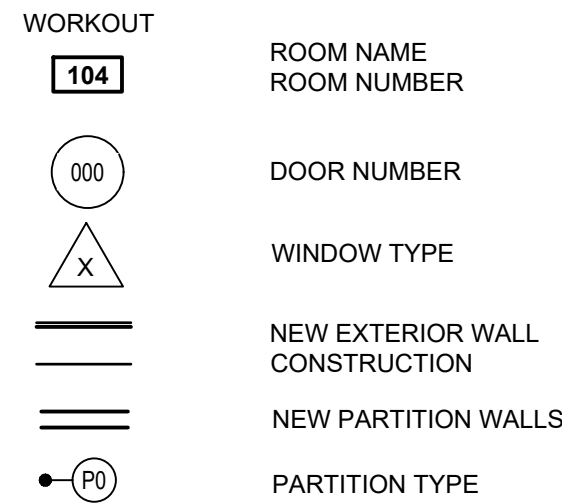 WORKOUT
104
ROOM NAME
ROOM NUMBER
000
DOOR NUMBER
X
WINDOW TYPE
NEW EXTERIOR WALL
CONSTRUCTION
NEW PARTITION WALLS
P0
PARTITION TYPE